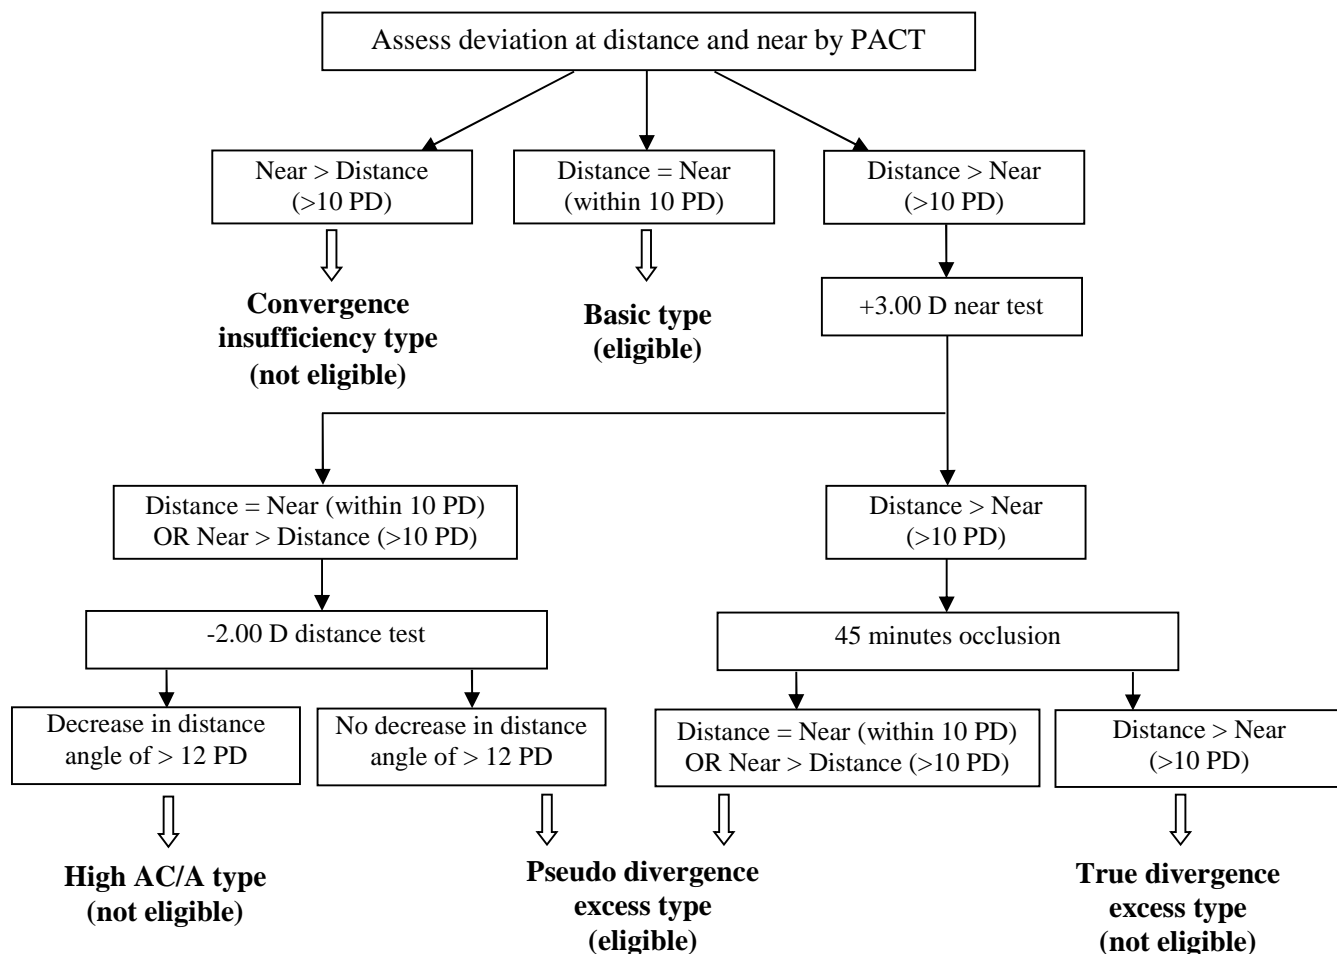 Assess deviation at distance and near by PACT
Near > Distance
(>10 PD)
Distance = Near
(within 10 PD)
Distance > Near
(>10 PD)
Convergence
insufficiency type
(not eligible)
Basic type
(eligible)
+3.00 D near test
Distance = Near (within 10 PD)
OR Near > Distance (>10 PD)
Distance > Near
(>10 PD)
-2.00 D distance test
45 minutes occlusion
Decrease in distance
angle of > 12 PD
No decrease in distance
angle of > 12 PD
Distance = Near (within 10 PD)
OR Near > Distance (>10 PD)
Distance > Near
(>10 PD)
High AC/A type
(not eligible)
Pseudo divergence
excess type
(eligible)
True divergence
excess type
(not eligible)